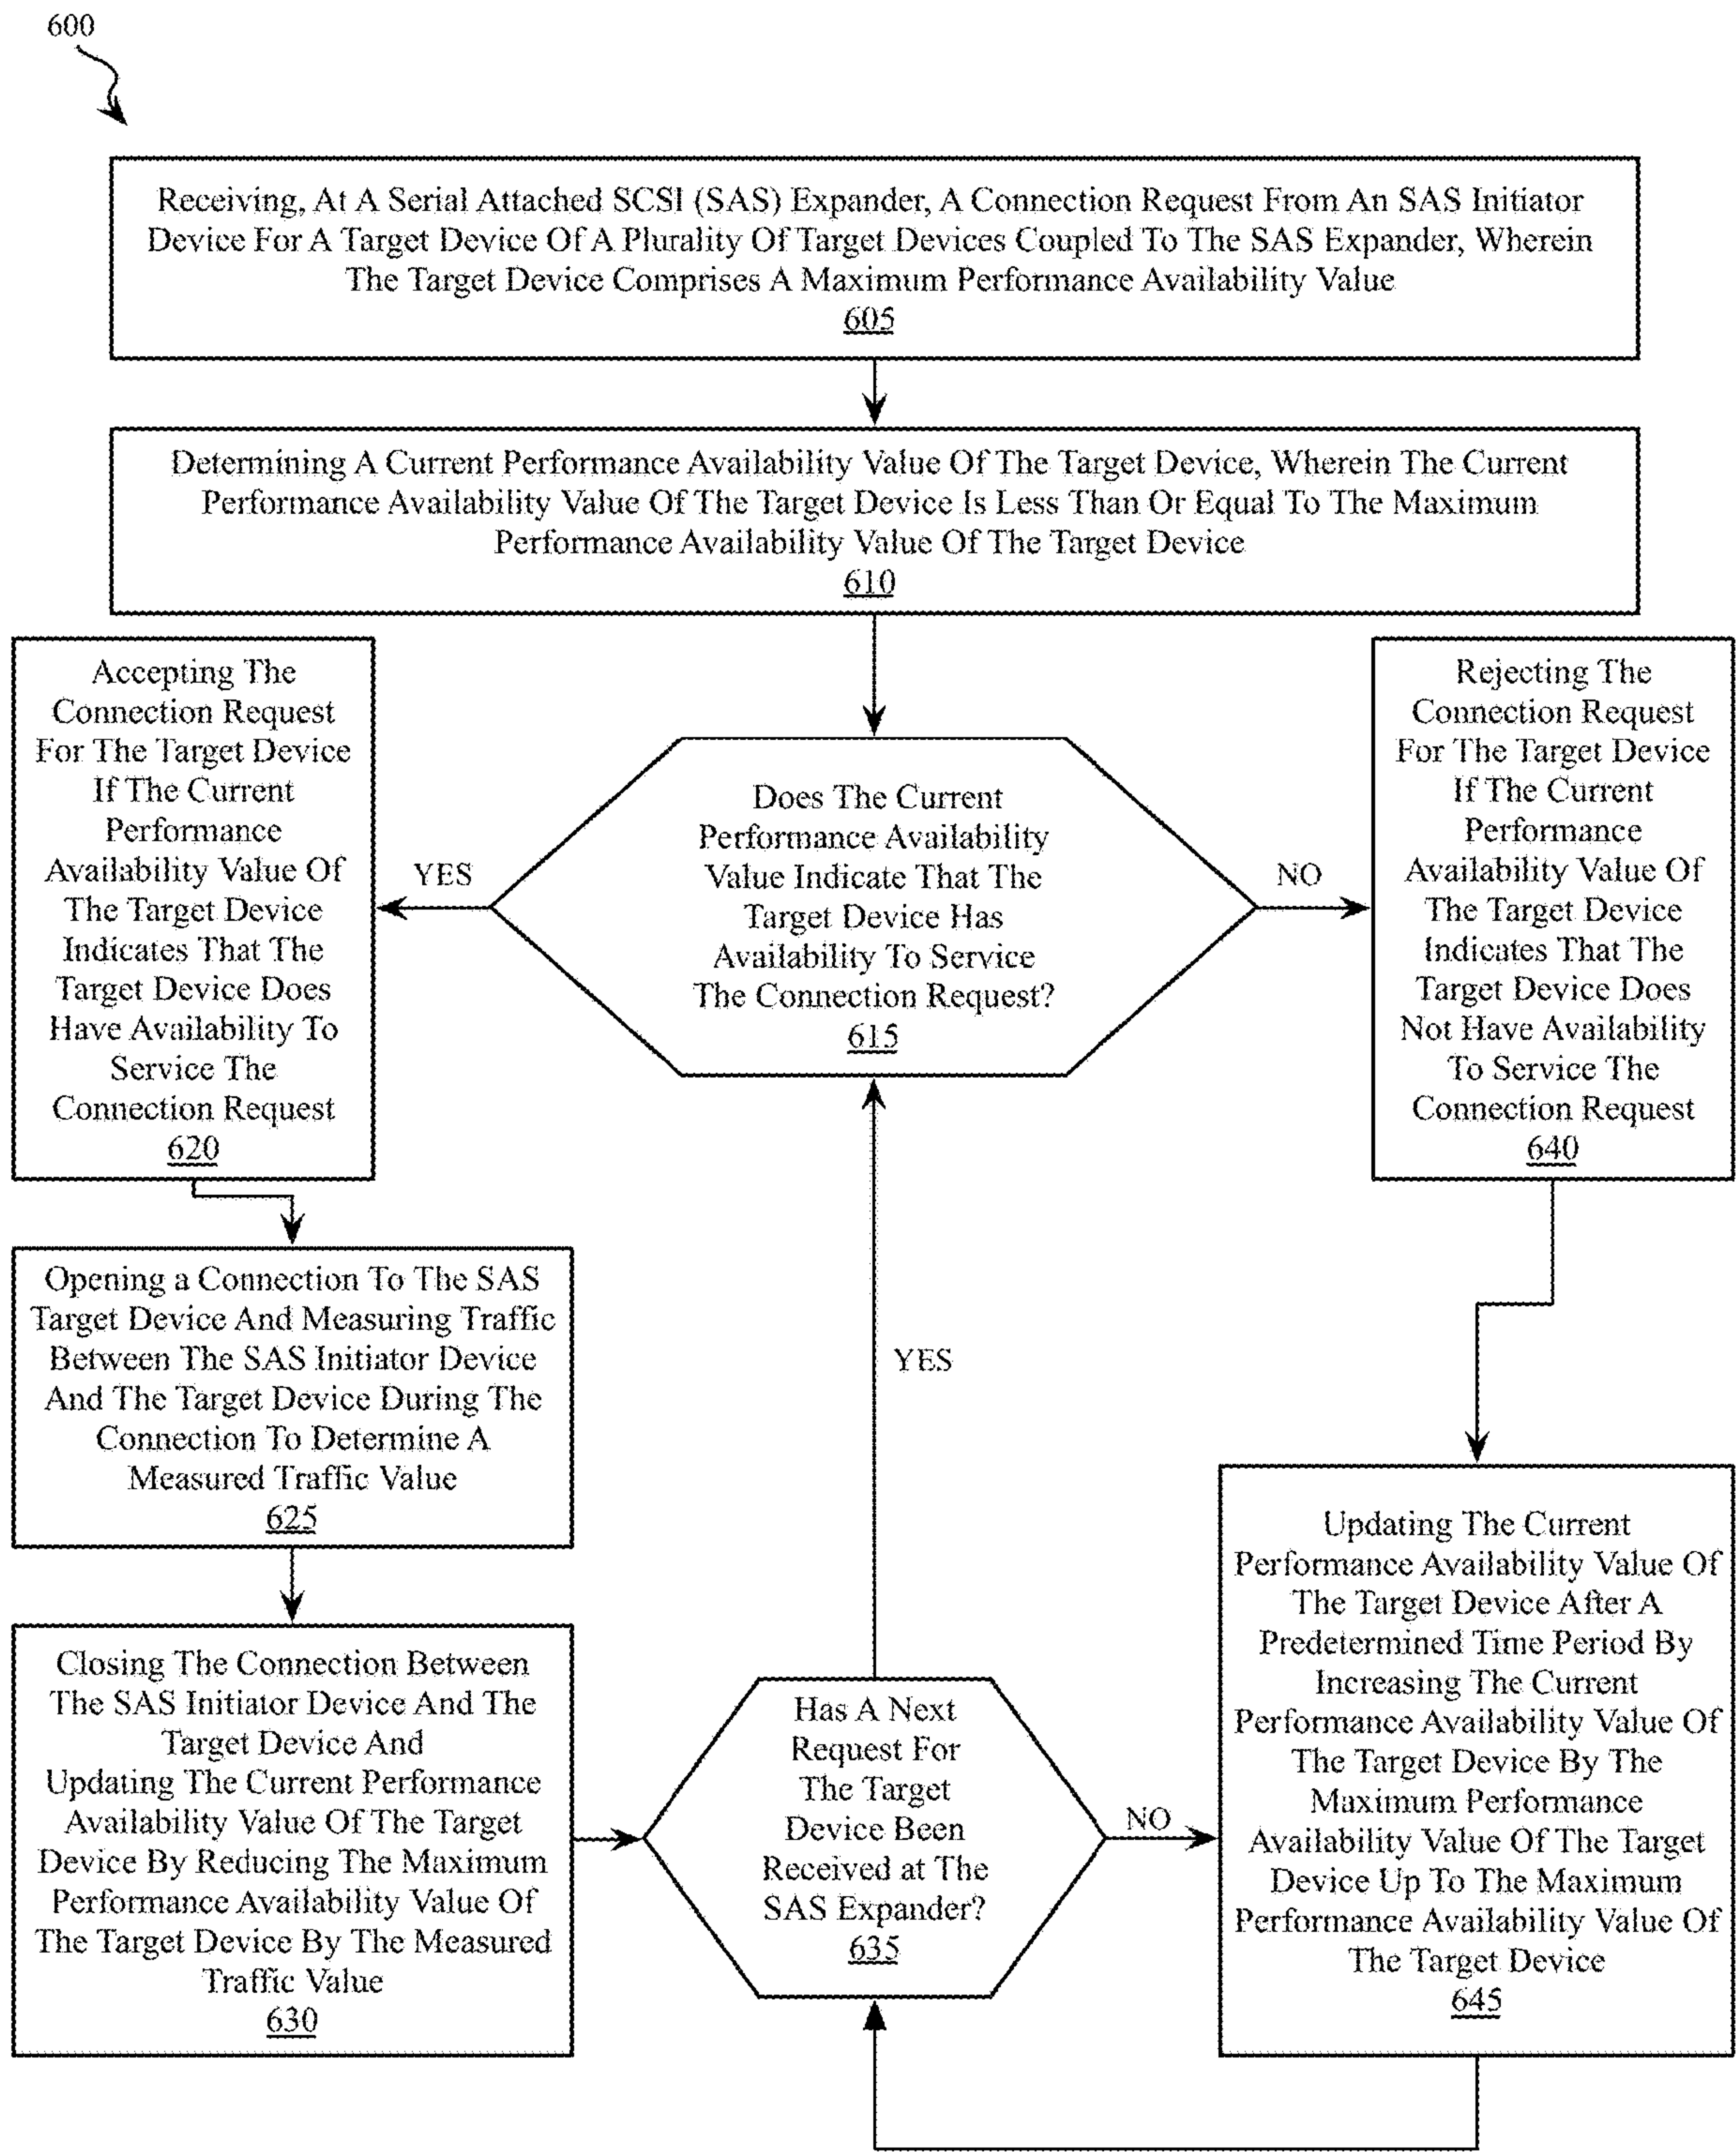 600
Receiving, At A Serial Attached SCSI (SAS) Expander, A Connection Request From An SAS Initiator
Device For A Target Device Of A Plurality Of Target Devices Coupled To The SAS Expander, Wherein
The Target Device Comprises A Maximum Performance Availability Value
605
Determining A Current Performance Availability Value Of The Target Device, Wherein The Current
Performance Availability Value Of The Target Device Is Less Than Or Equal To The Maximum
Performance Availability Value Of The Target Device
610
Does The Current
Performance Availability
Value Indicate That The
Target Device Has
Availability To Service
The Connection Request?
615
YES
NO
Accepting The
Connection Request
For The Target Device
If The Current
Performance
Availability Value Of
The Target Device
Indicates That The
Target Device Does
Have Availability To
Service The
Connection Request
620
Rejecting The
Connection Request
For The Target Device
If The Current
Performance
Availability Value Of
The Target Device
Indicates That The
Target Device Does
Not Have Availability
To Service The
Connection Request
640
Opening a Connection To The SAS
Target Device And Measuring Traffic
Between The SAS Initiator Device
And The Target Device During The
Connection To Determine A
Measured Traffic Value
625
Closing The Connection Between
The SAS Initiator Device And The
Target Device And
Updating The Current Performance
Availability Value Of The Target
Device By Reducing The Maximum
Performance Availability Value Of
The Target Device By The Measured
Traffic Value
630
YES
Has A Next
Request For
The Target
Device Been
Received at The
SAS Expander?
635
NO
Updating The Current
Performance Availability Value Of
The Target Device After A
Predetermined Time Period By
Increasing The Current
Performance Availability Value Of
The Target Device By The
Maximum Performance
Availability Value Of The Target
Device Up To The Maximum
Performance Availability Value Of
The Target Device
645